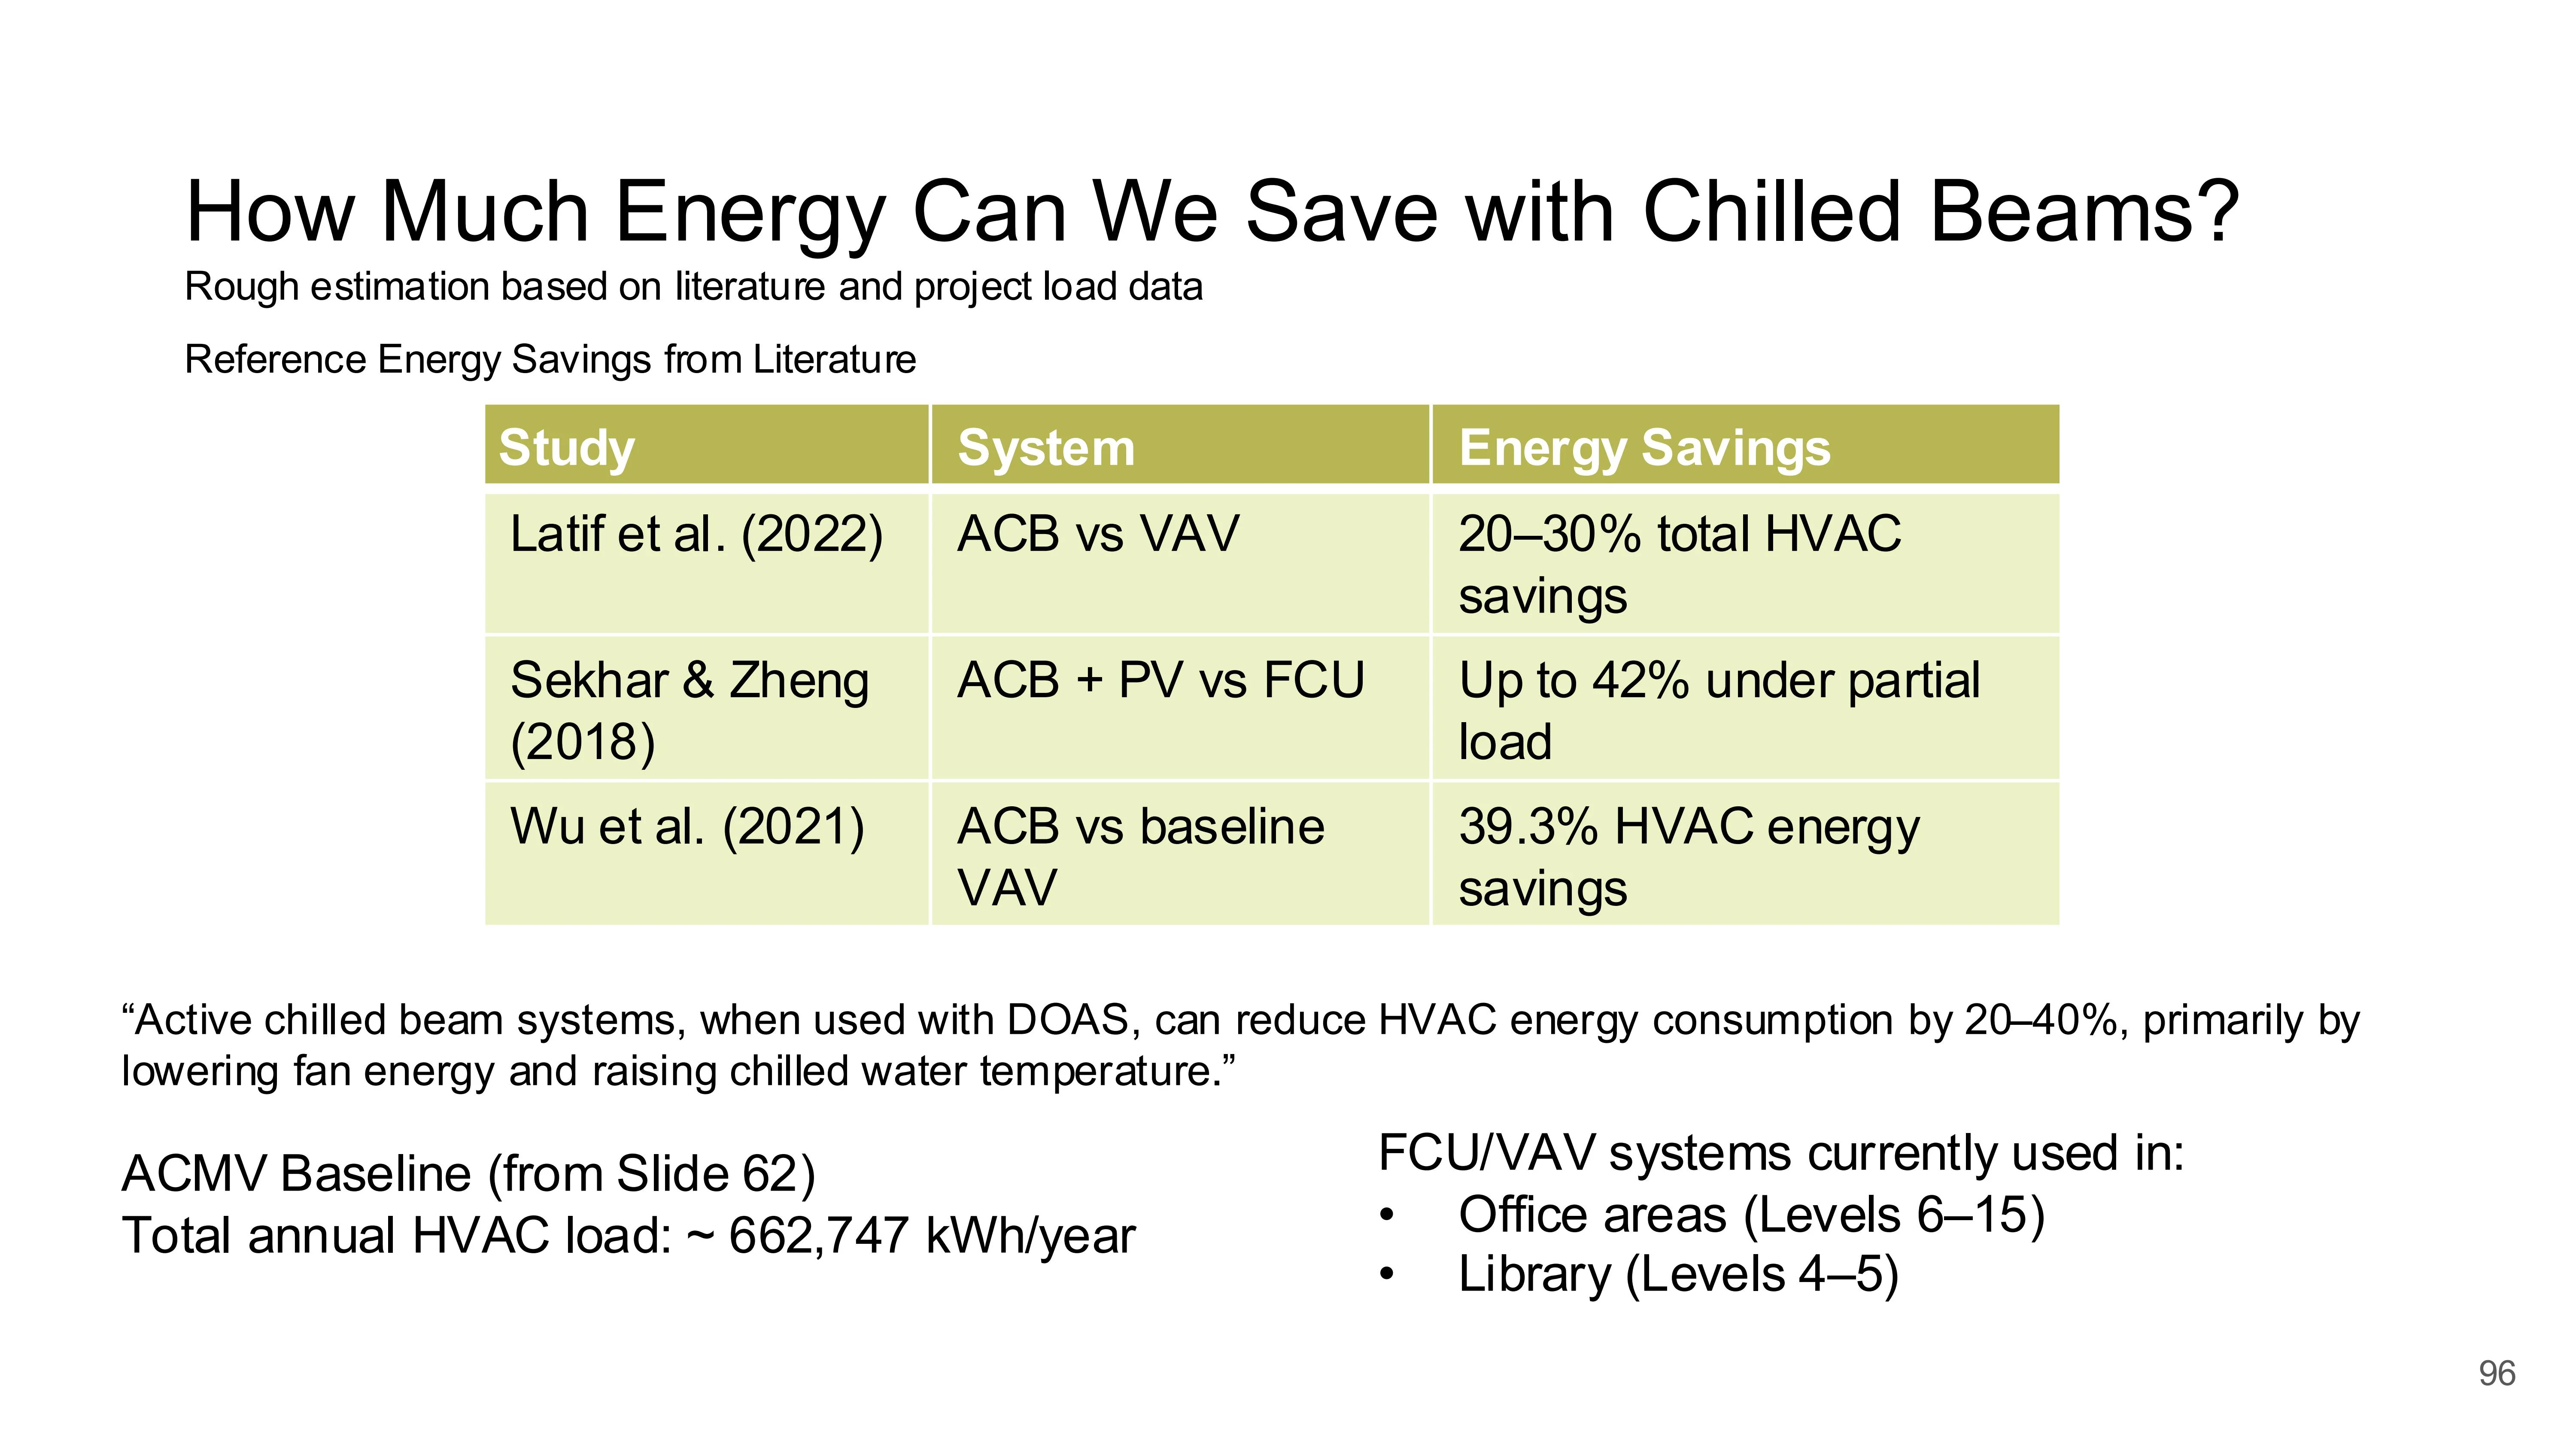 How Much Energy Can We Save with Chilled Beams?
Rough estimation based on literature and project load data
Reference Energy Savings from Literature
Study System Energy Savings
Latif et al. (2022) ACB vs VAV 20–30% total HVAC
savings
Sekhar & Zheng ACB + PV vs FCU Up to 42% under partial
(2018) load
Wu et al. (2021) ACB vs baseline 39.3% HVAC energy
VAV savings
“Active chilled beam systems, when used with DOAS, can reduce HVAC energy consumption by 20–40%, primarily by
lowering fan energy and raising chilled water temperature.”
ACMV Baseline (from Slide 62)
Total annual HVAC load: ~ 662,747 kWh/year
FCU/VAV systems currently used in:
• Office areas (Levels 6–15)
• Library (Levels 4–5)
96